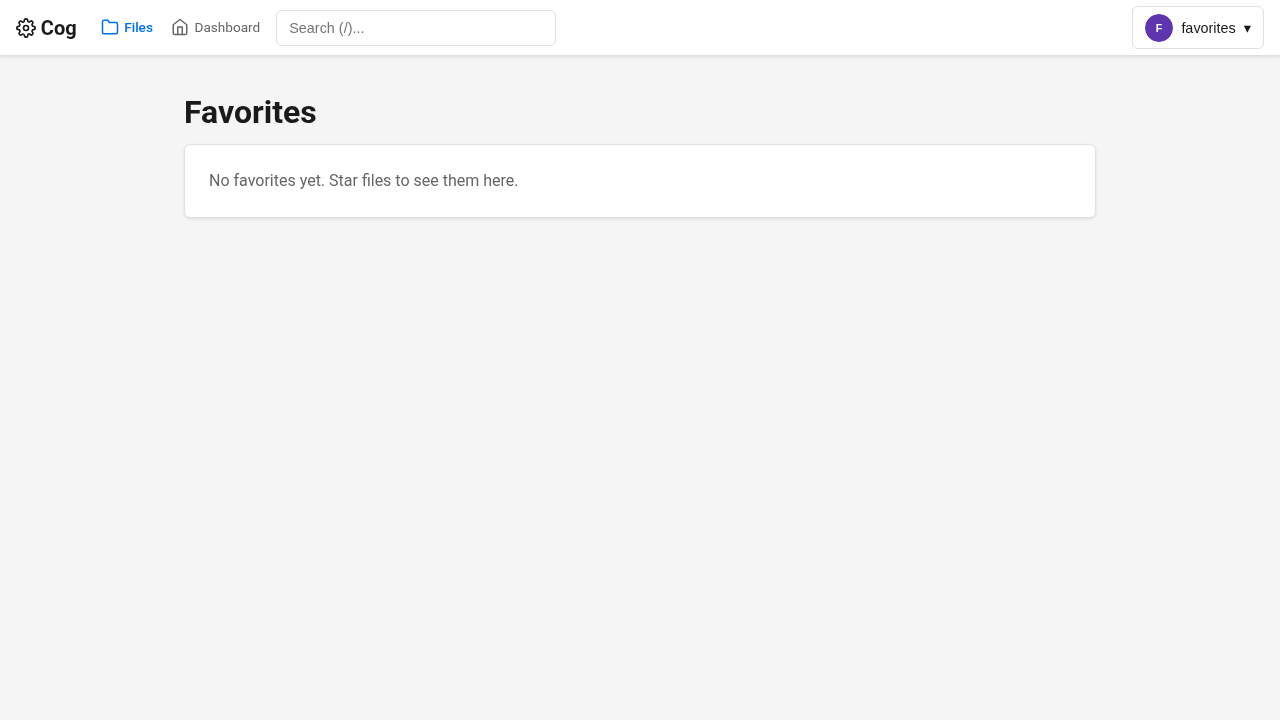 Cog
Files
Dashboard
Search (/)...
F
favorites ▼
Favorites
No favorites yet. Star files to see them here.